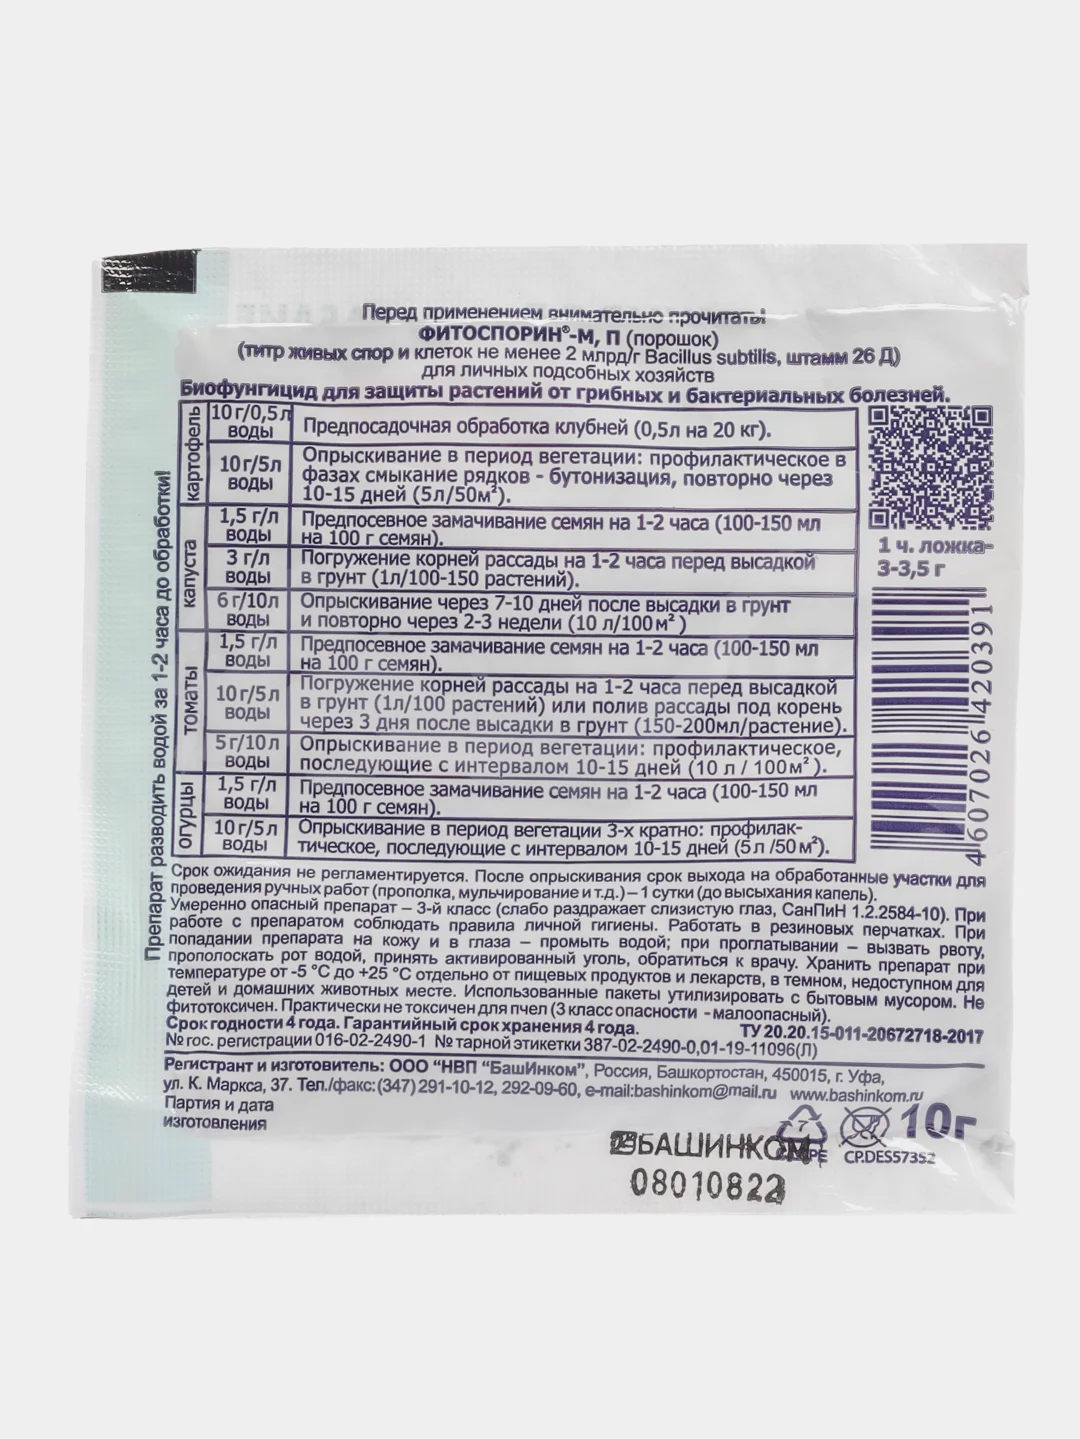 Перед применением внимательно прочитать!
ФИТОСПОРИН®-М, П (порошок)
(титр живых спор и клеток не менее 2 млрд/г Bacillus subtilis, штамм 26 Д)
для личных подсобных хозяйств
Биофунгицид для защиты растений от грибных и бактериальных болезней.
Препарат разводить водой за 1-2 часа до обработки!
картофель
10г/0,5л
воды
Предпосадочная обработка клубней (0,5л на 20 кг).
10г/5л
воды
Опрыскивание в период вегетации: профилактическое в
фазах смыкание рядков - бутонизация, повторно через
10-15 дней (5л/50м²).
капуста
1,5 г/л
воды
Предпосевное замачивание семян на 1-2 часа (100-150 мл
на 100 г семян).
3 г/л
воды
Погружение корней рассады на 1-2 часа перед высадкой
в грунт (1л/100-150 растений).
6г/10л
воды
Опрыскивание через 7-10 дней после высадки в грунт
и повторно через 2-3 недели (10 л/100м²)
томаты
1,5 г/л
воды
Предпосевное замачивание семян на 1-2 часа (100-150 мл
на 100 г семян).
10г/5л
воды
Погружение корней рассады на 1-2 часа перед высадкой
в грунт (1л/100 растений) или полив рассады под корень
через 3 дня после высадки в грунт (150-200мл/растение).
5г/10л
воды
Опрыскивание в период вегетации: профилактическое,
последующие с интервалом 10-15 дней (10 л / 100м²).
огурцы
1,5 г/л
воды
Предпосевное замачивание семян на 1-2 часа (100-150 мл
на 100 г семян).
10г/5л
воды
Опрыскивание в период вегетации 3-х кратно: профилак-
тическое, последующие с интервалом 10-15 дней (5л /50м²).
1 ч. ложка-
3-3,5 г
4607026420391
Срок ожидания не регламентируется. После опрыскивания срок выхода на обработанные участки для
проведения ручных работ (прополка, мульчирование и т.д.) – 1 сутки (до высыхания капель).
Умеренно опасный препарат – 3-й класс (слабо раздражает слизистую глаз, СанПиН 1.2.2584-10). При
работе с препаратом соблюдать правила личной гигиены. Работать в резиновых перчатках. При
попадании препарата на кожу и в глаза – промыть водой; при проглатывании – вызвать рвоту,
прополоскать рот водой, принять активированный уголь, обратиться к врачу. Хранить препарат при
температуре от -5 °С до +25 °С отдельно от пищевых продуктов и лекарств, в темном, недоступном для
детей и домашних животных месте. Использованные пакеты утилизировать с бытовым мусором. Не
фитотоксичен. Практически не токсичен для пчел (3 класс опасности - малоопасный).
Срок годности 4 года. Гарантийный срок хранения 4 года. ТУ 20.20.15-011-20672718-2017
№ гос. регистрации 016-02-2490-1 № тарной этикетки 387-02-2490-0,01-19-11096(Л)
Регистрант и изготовитель: ООО “НВП “БашИнком”, Россия, Башкортостан, 450015, г. Уфа,
ул. К. Маркса, 37. Тел./факс: (347) 291-10-12, 292-09-60, e-mail:bashinkom@mail.ru www.bashinkom.ru
Партия и дата
изготовления
7
10г
CP.DES57352
БАШИНКОМ
08010822